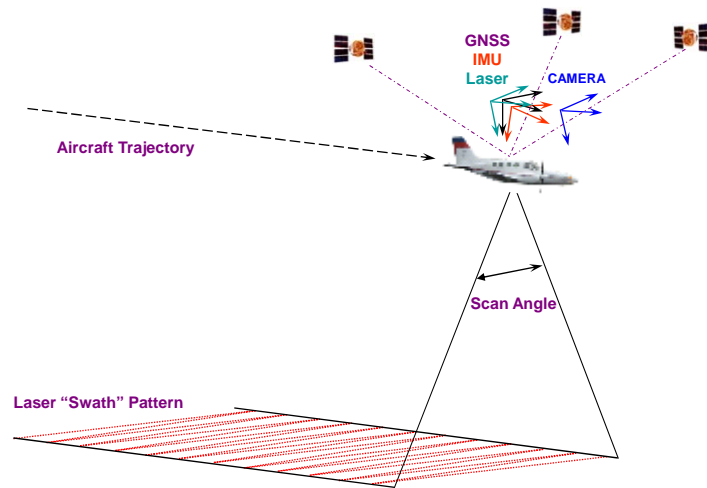 GNSS
IMU
Laser
CAMERA
Aircraft Trajectory
Scan Angle
Laser “Swath” Pattern